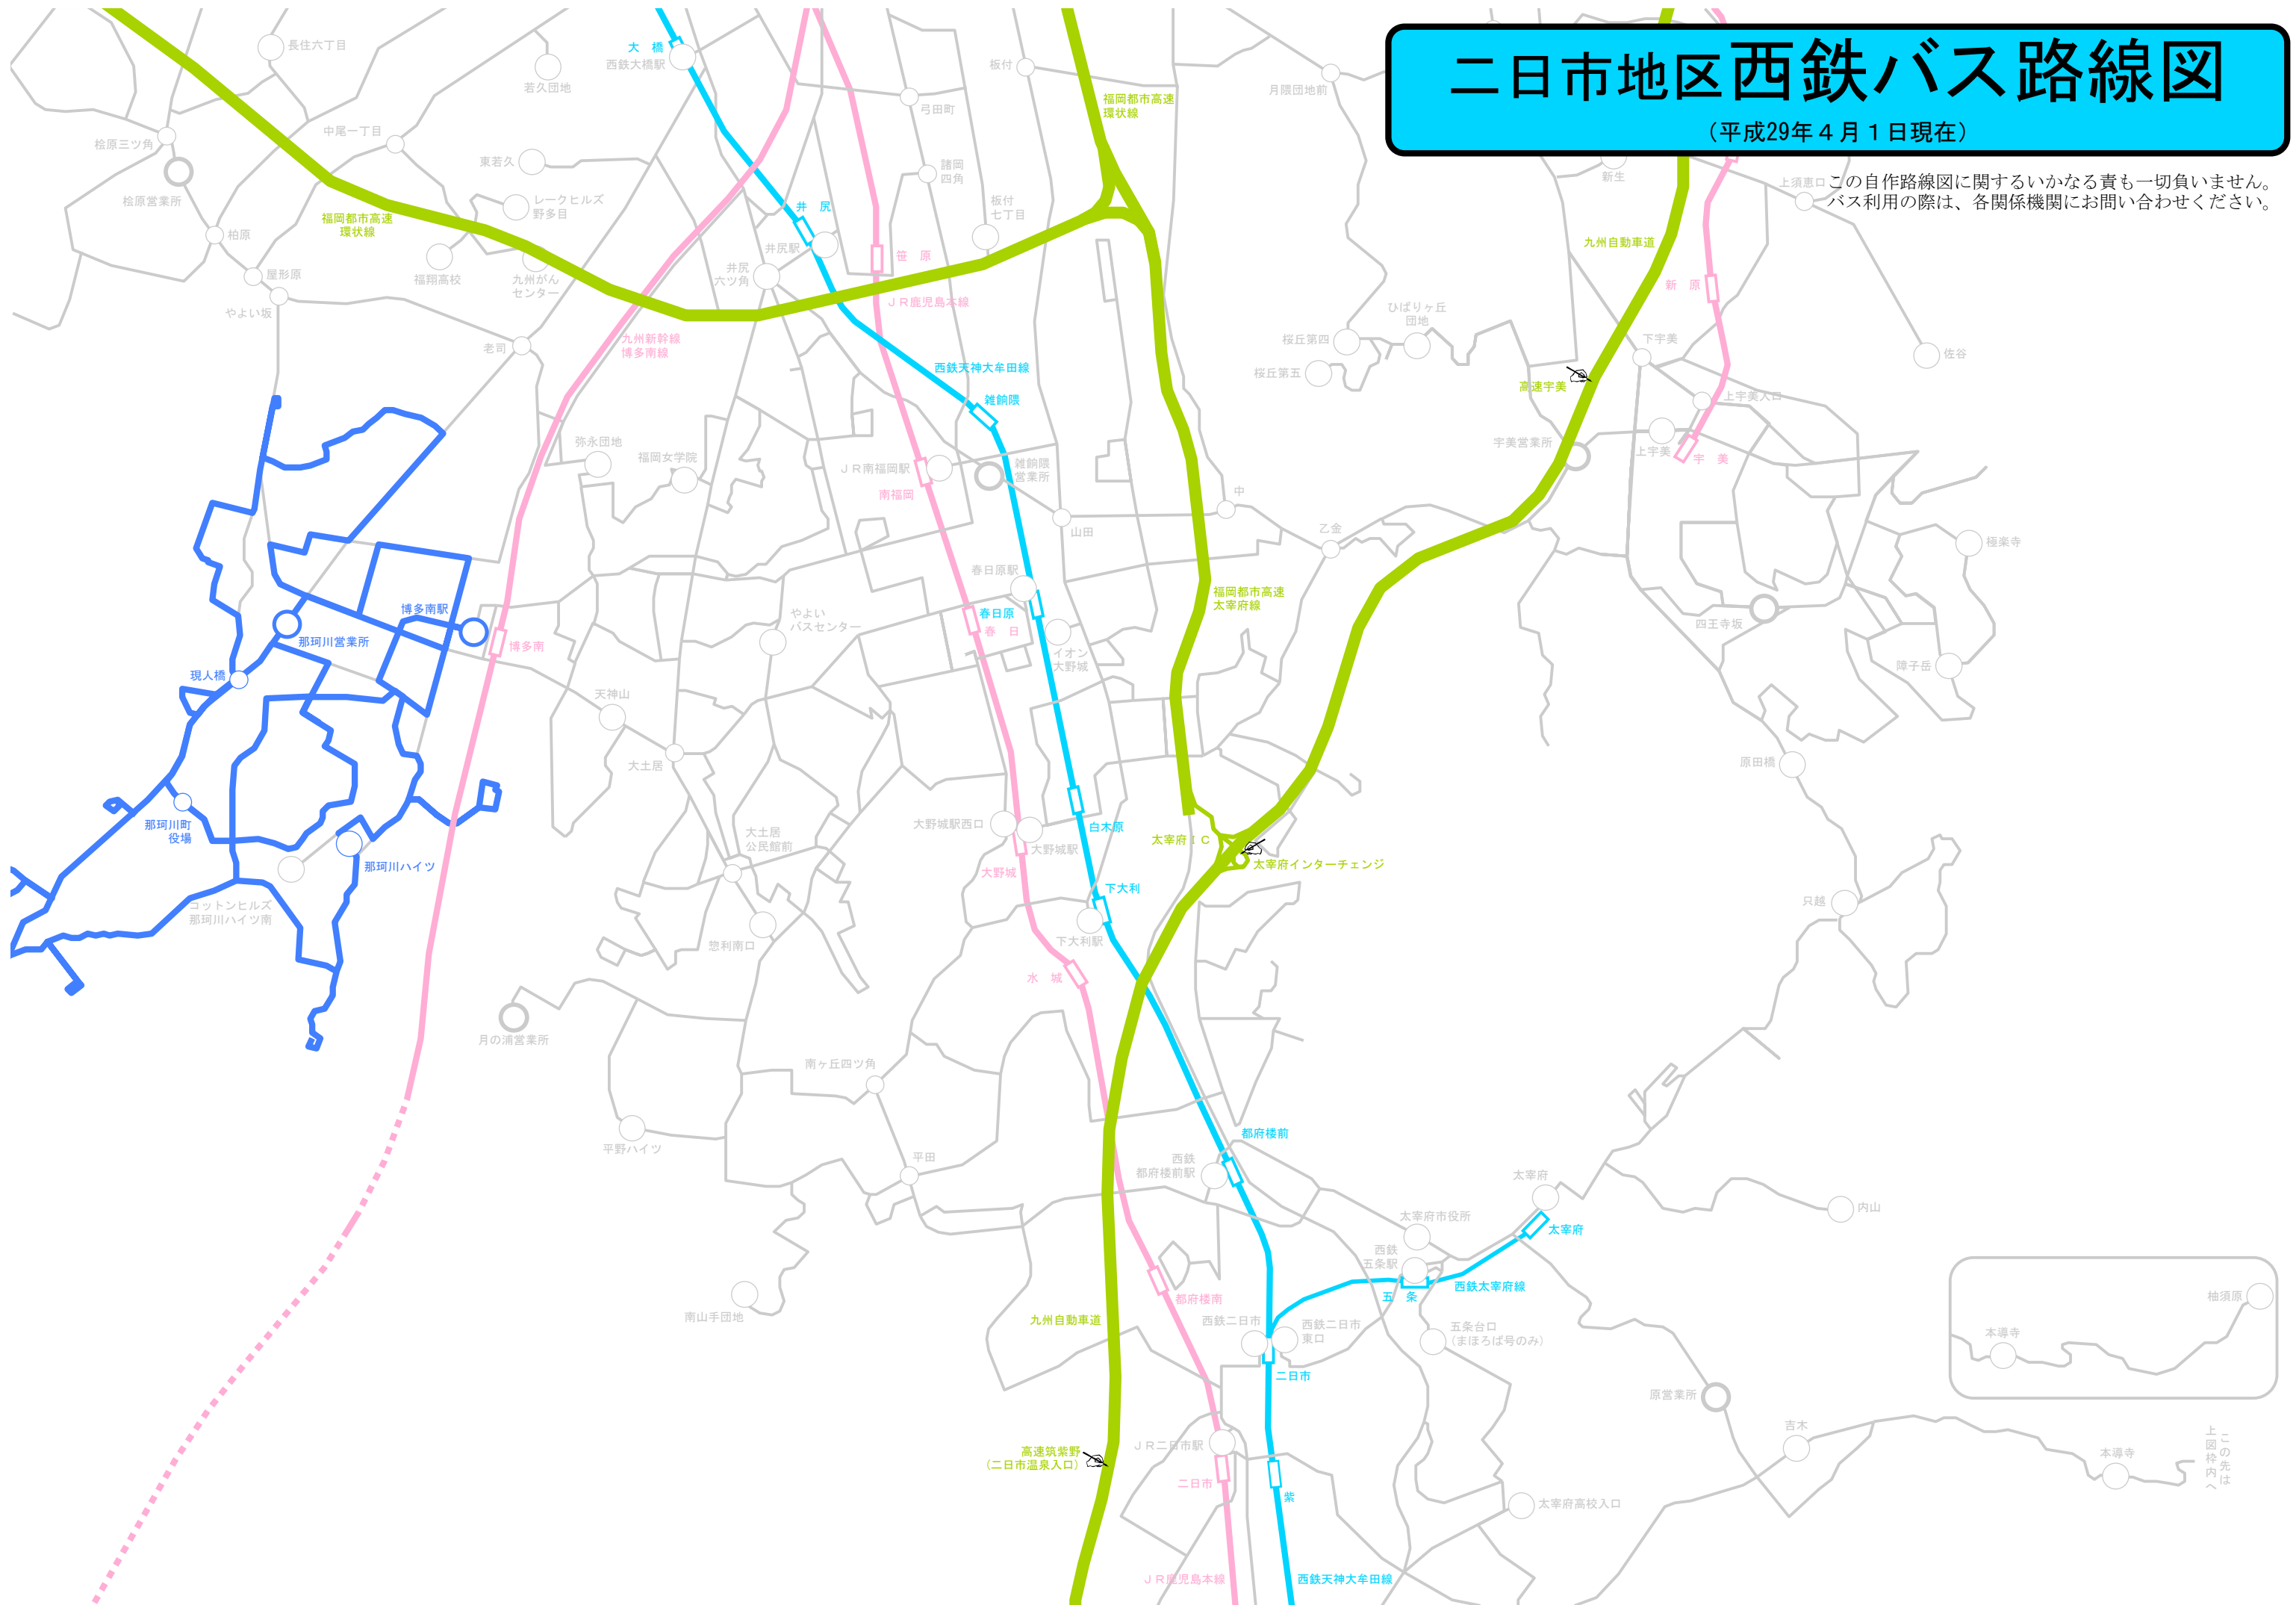 二日市地区西鉄バス路線図
（平成29年４月１日現在）
この自作路線図に関するいかなる責も一切負いません。
バス利用の際は、各関係機関にお問い合わせください。
長住六丁目
大　橋
西鉄大橋駅
若久団地
板付
月隈団地前
福岡都市高速
環状線
弓田町
桧原三ツ角
中尾一丁目
東若久
諸岡
四角
新生
上須恵口
桧原営業所
レークヒルズ
野多目
板付
七丁目
福岡都市高速
環状線
井　尻
柏原
井尻駅
笹　原
九州自動車道
屋形原
福翔高校
九州がん
センター
井尻
六ツ角
新　原
やよい坂
ＪＲ鹿児島本線
ひばりヶ丘
団地
老司
九州新幹線
博多南線
桜丘第四
下宇美
佐谷
西鉄天神大牟田線
桜丘第五
高速宇美
雑餉隈
上宇美入口
弥永団地
福岡女学院
ＪＲ南福岡駅
雑餉隈
営業所
宇美営業所
上宇美
宇　美
南福岡
中
山田
乙金
極楽寺
春日原駅
福岡都市高速
太宰府線
博多南駅
やよい
バスセンター
春日原
春　日
四王寺坂
那珂川営業所
博多南
イオン
大野城
障子岳
現人橋
天神山
大土居
原田橋
那珂川町
役場
大土居
公民館前
大野城駅西口
白木原
大野城駅
太宰府ＩＣ
太宰府インターチェンジ
那珂川ハイツ
大野城
下大利
コットンヒルズ
那珂川ハイツ南
只越
惣利南口
下大利駅
水　城
月の浦営業所
南ヶ丘四ツ角
平野ハイツ
平田
都府楼前
西鉄
都府楼前駅
太宰府
内山
太宰府市役所
太宰府
西鉄
五条駅
西鉄太宰府線
五　条
都府楼南
南山手団地
九州自動車道
西鉄二日市
西鉄二日市
東口
五条台口
（まほろば号のみ）
柚須原
本導寺
二日市
原営業所
吉木
高速筑紫野
（二日市温泉入口）
ＪＲ二日市駅
本導寺
この先は
上図枠内へ
二日市
紫
太宰府高校入口
ＪＲ鹿児島本線
西鉄天神大牟田線